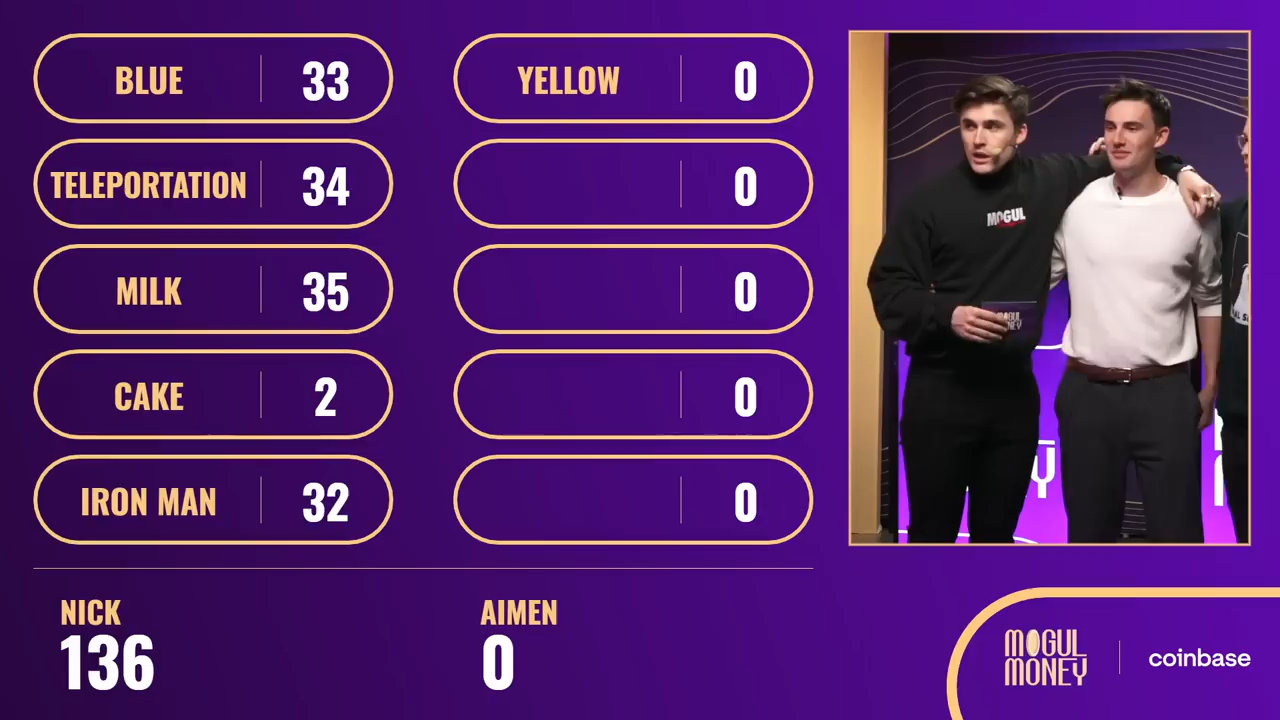 BLUE 33
TELEPORTATION 34
MILK 35
CAKE 2
IRON MAN 32
YELLOW 0
0
0
0
0
NICK
136
AIMEN
0
MOGUL
MOGUL
MONEY
coinbase